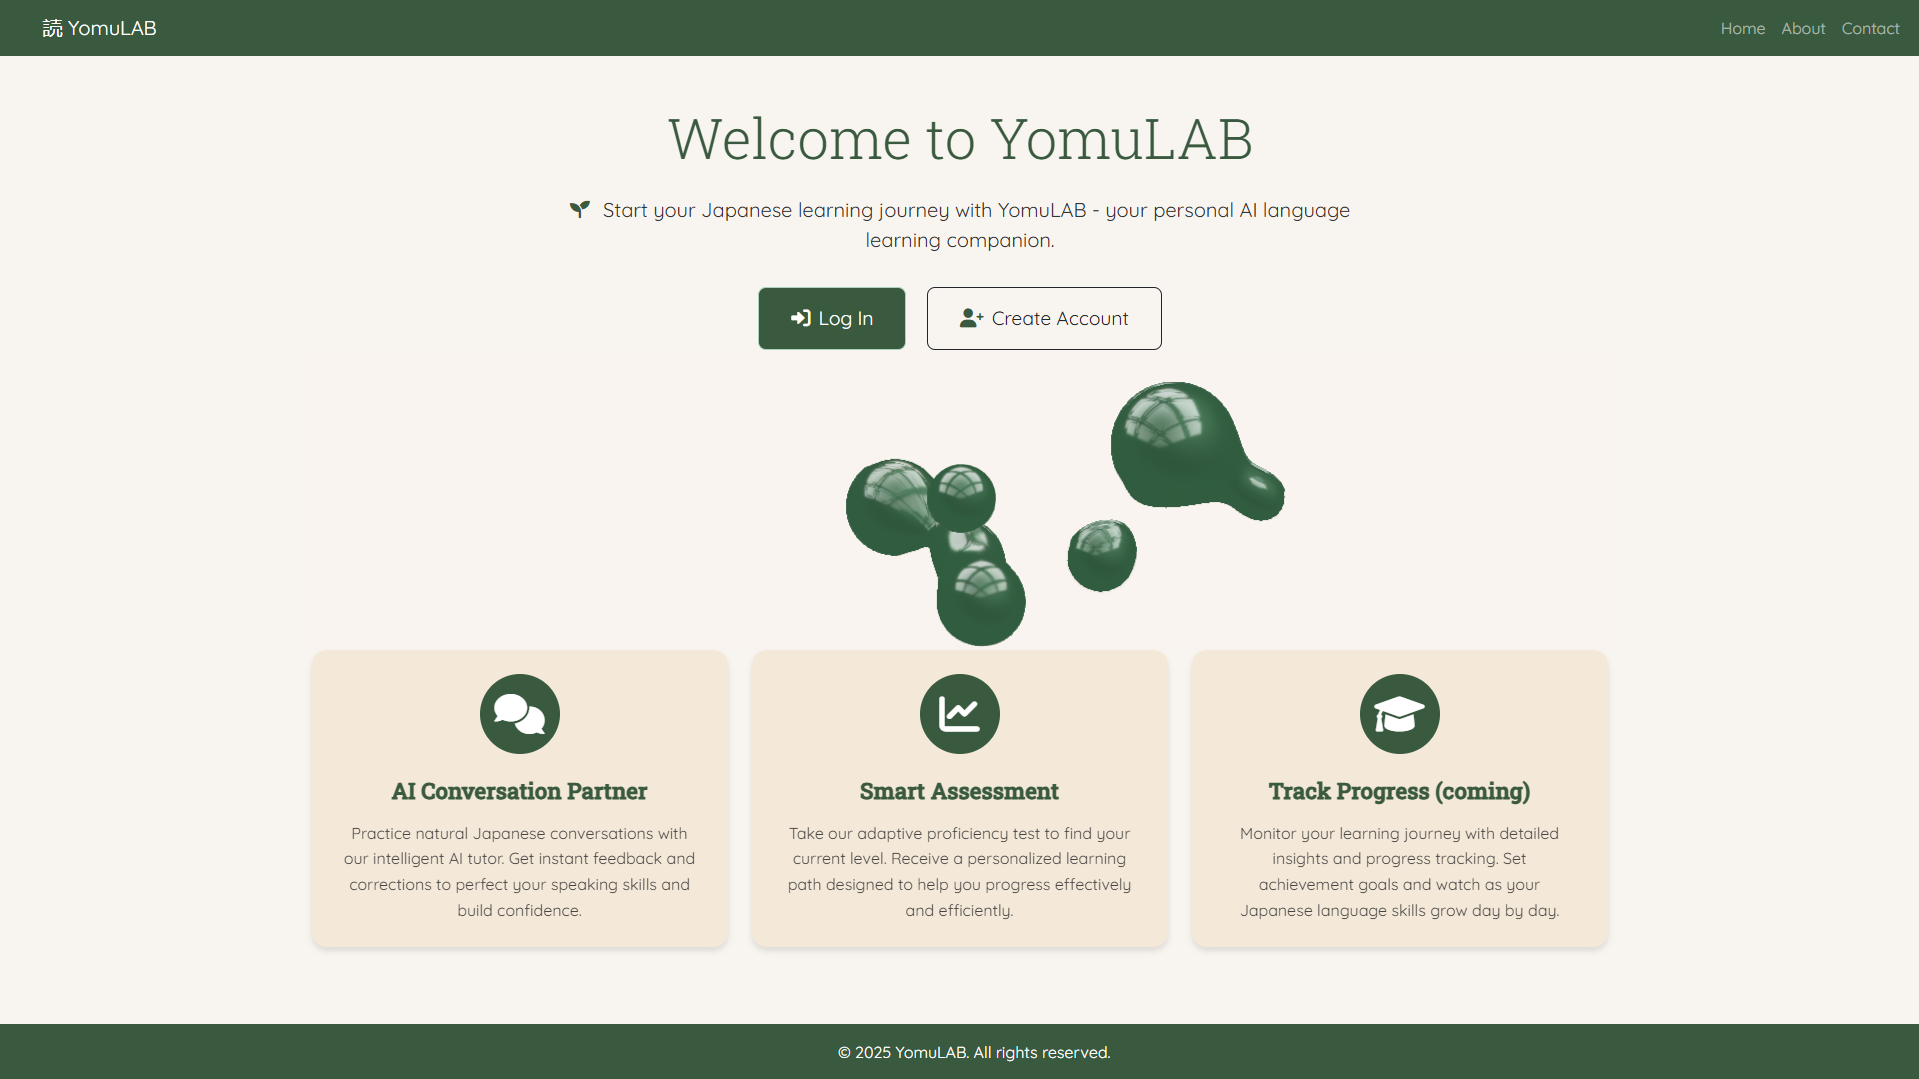 読 YomuLAB
Home About Contact
Welcome to YomuLAB
Start your Japanese learning journey with YomuLAB - your personal AI language
learning companion.
Log In
Create Account
AI Conversation Partner
Practice natural Japanese conversations with
our intelligent AI tutor. Get instant feedback and
corrections to perfect your speaking skills and
build confidence.
Smart Assessment
Take our adaptive proficiency test to find your
current level. Receive a personalized learning
path designed to help you progress effectively
and efficiently.
Track Progress (coming)
Monitor your learning journey with detailed
insights and progress tracking. Set
achievement goals and watch as your
Japanese language skills grow day by day.
© 2025 YomuLAB. All rights reserved.